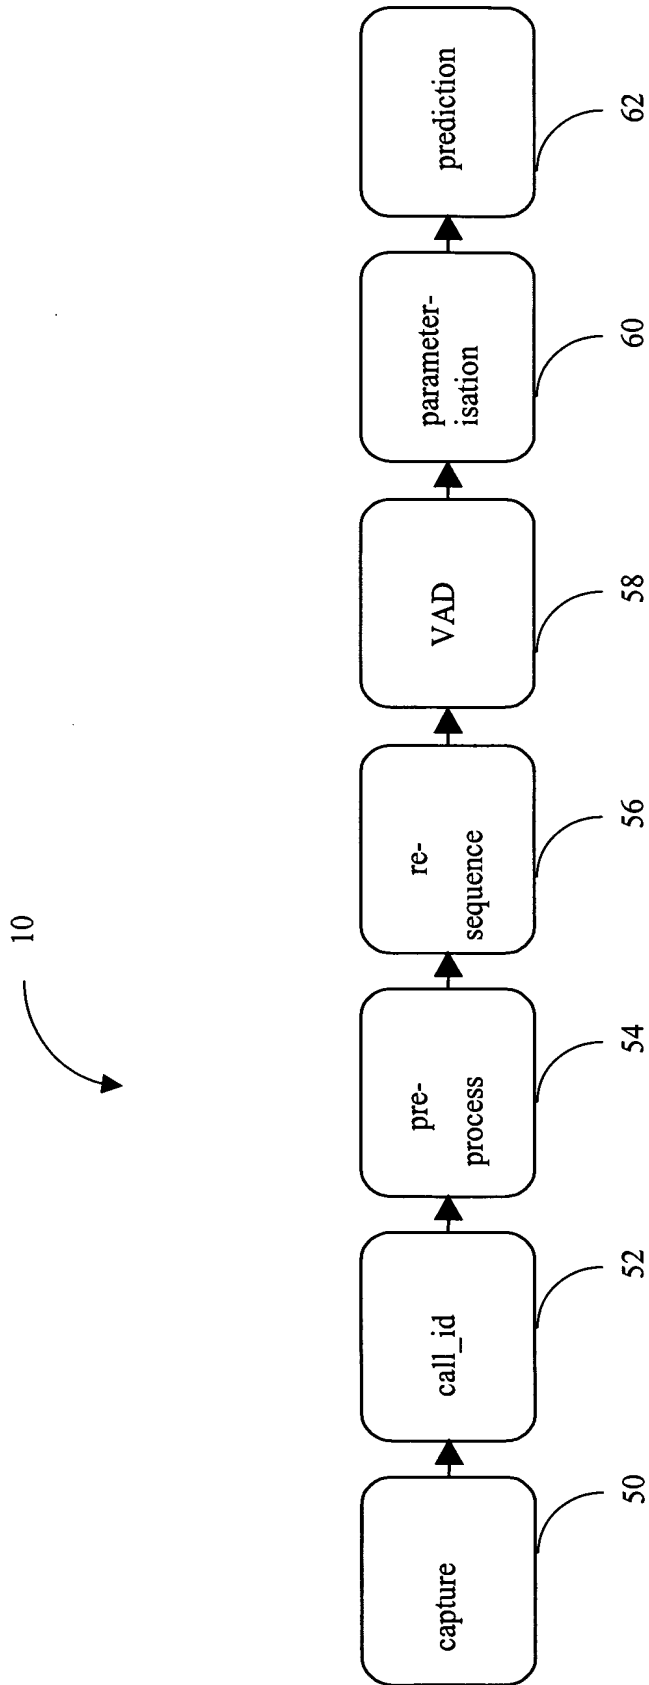 10
capture
call_id
pre-
process
re-
sequence
VAD
parameter-
isation
prediction
50
52
54
56
58
60
62